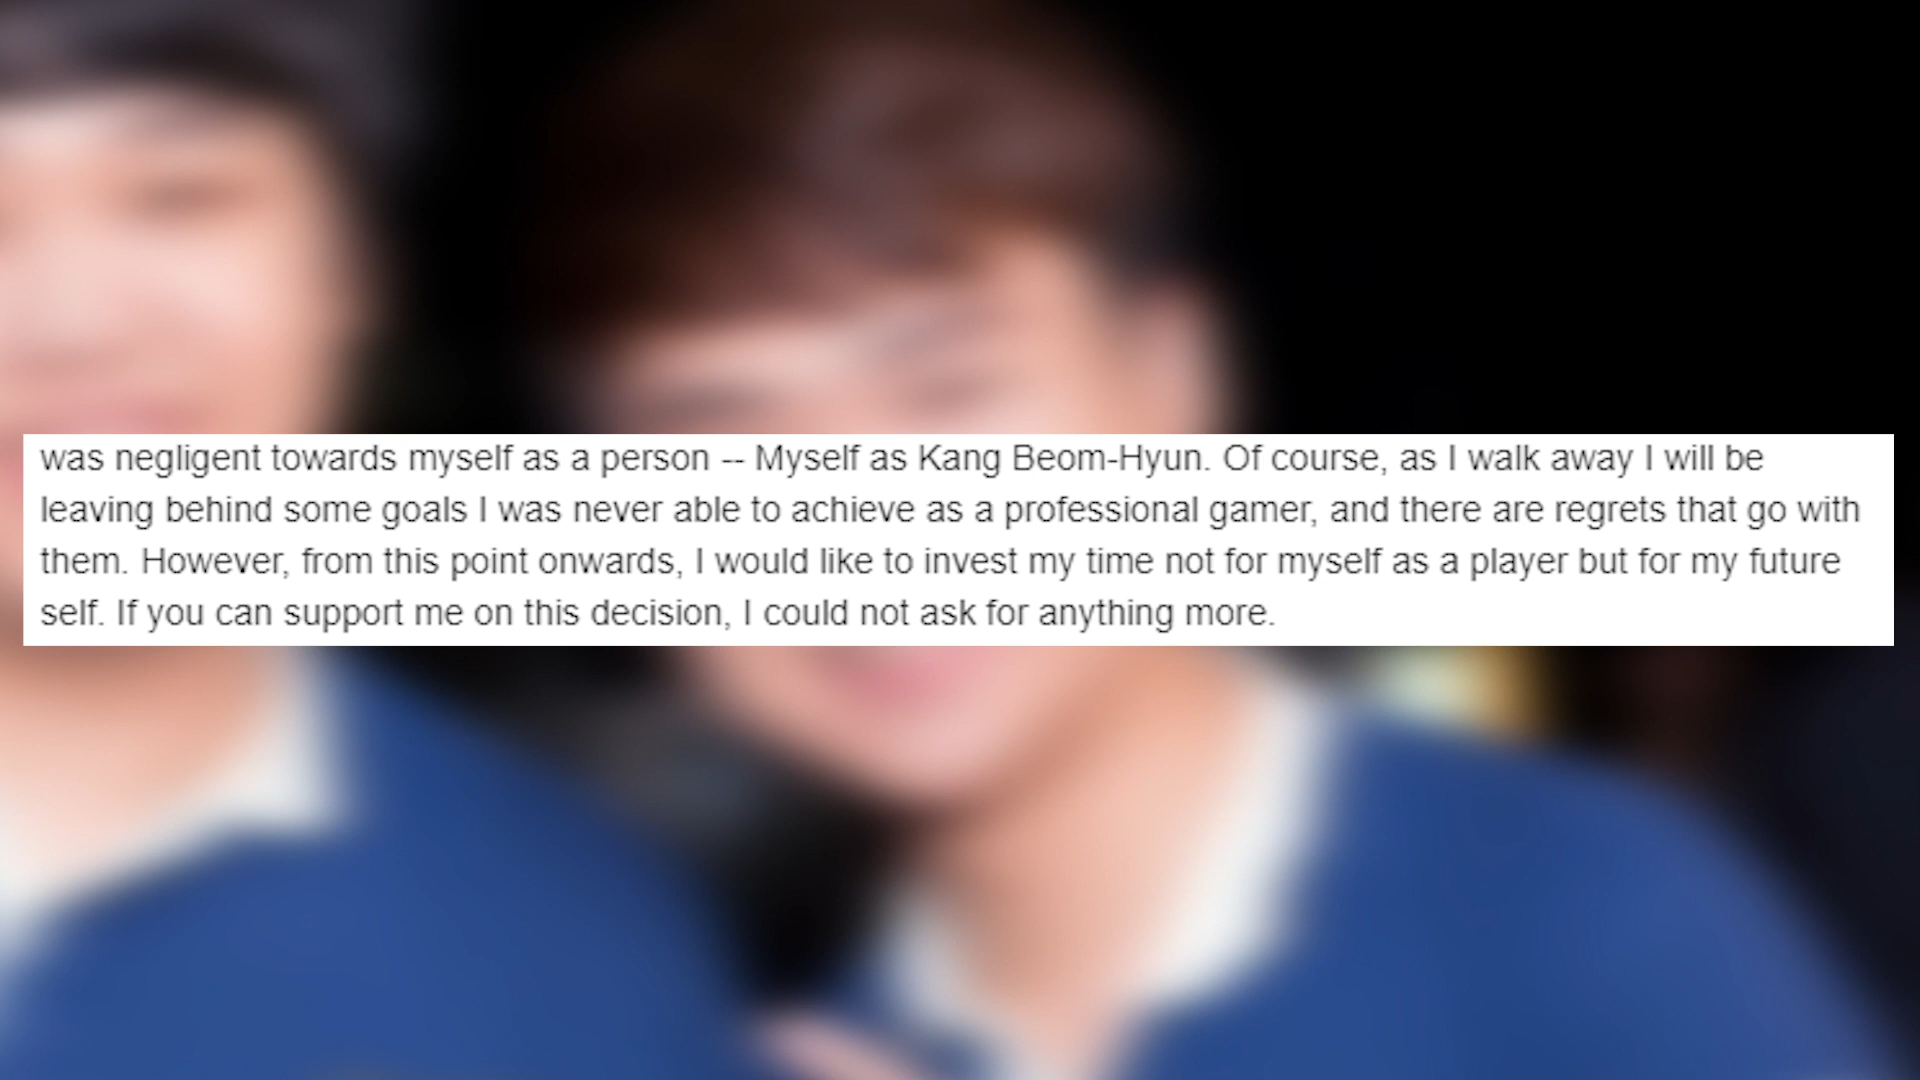 was negligent towards myself as a person -- Myself as Kang Beom-Hyun. Of course, as I walk away I will be
leaving behind some goals I was never able to achieve as a professional gamer, and there are regrets that go with
them. However, from this point onwards, I would like to invest my time not for myself as a player but for my future
self. If you can support me on this decision, I could not ask for anything more.